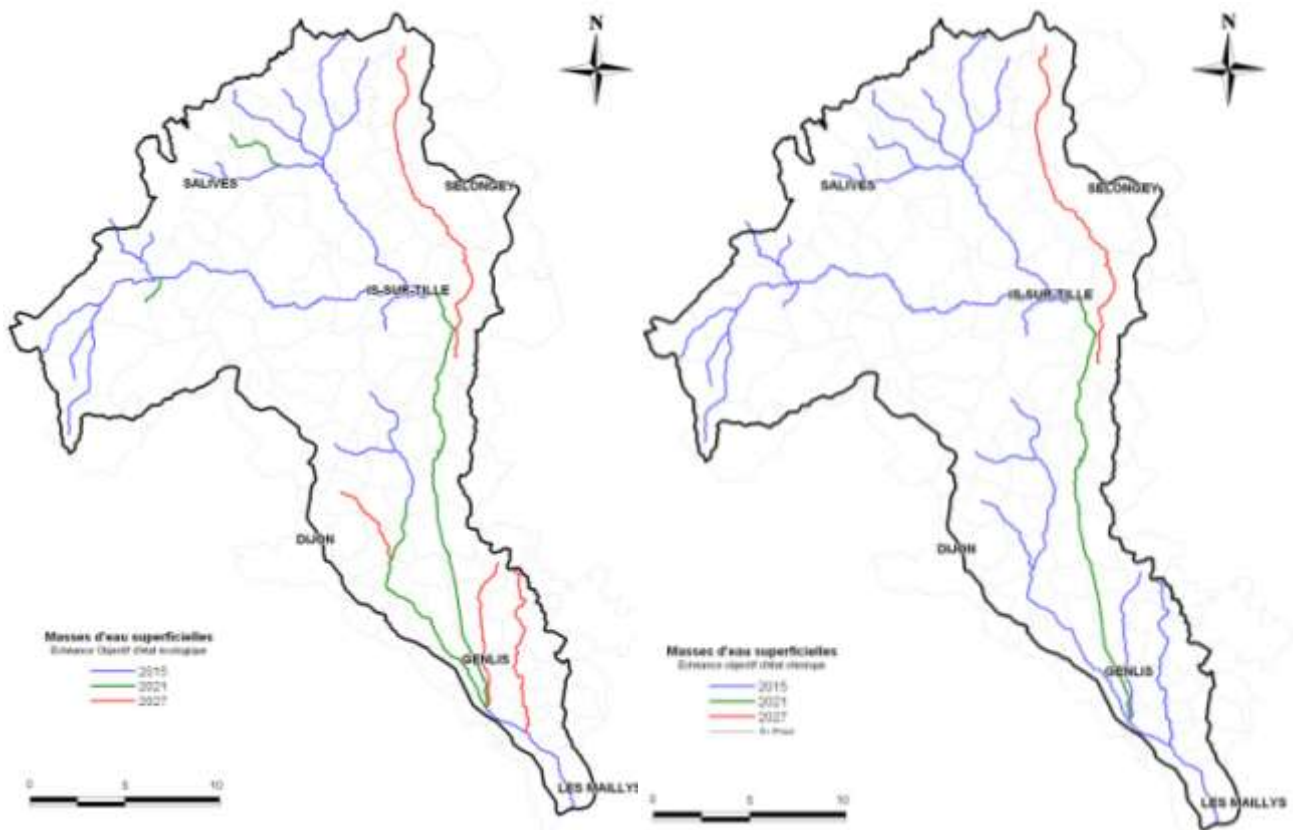 N
SALIVES
SELONGEY
IS-SUR-TILLE
DIJON
GENLIS
LES MAILLYS
Masses d'eau superficielles
Echéance Objectif d'état écologique
2015
2021
2027
0 5 10
N
SALIVES
SELONGEY
IS-SUR-TILLE
DIJON
GENLIS
LES MAILLYS
Masses d'eau superficielles
Echéance objectif d'état chimique
2015
2021
2027
0 5 10